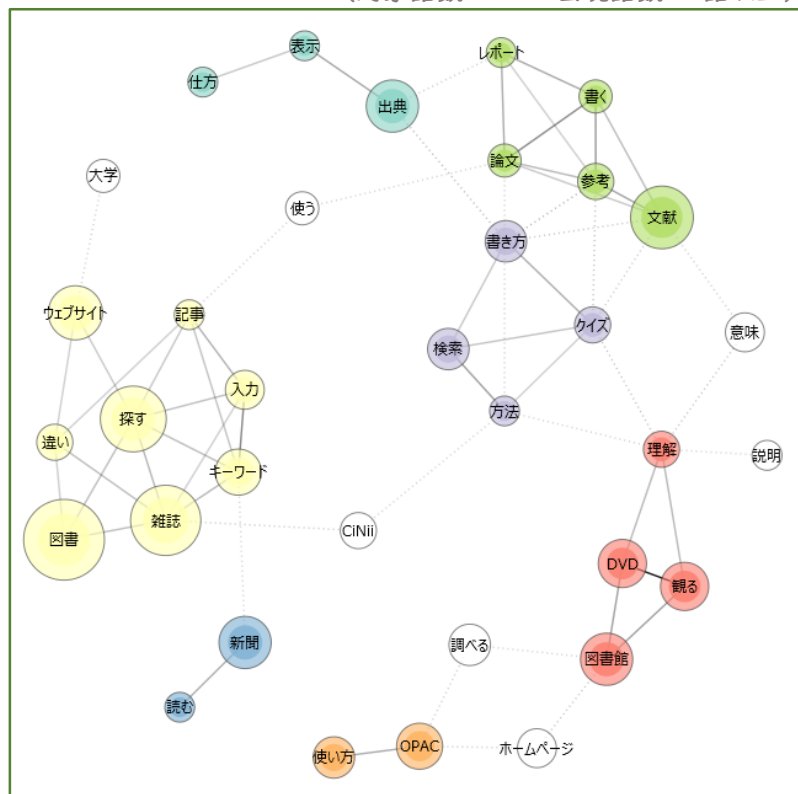 表示
レポート
仕方
書く
出典
論文
大学
参考
使う
文献
書き方
ウェブサイト
記事
クイズ
意味
検索
入力
探す
方法
違い
理解
説明
キーワード
雑誌
CiNii
図書
DVD
観る
新聞
調べる
図書館
読む
OPAC
ホームページ
使い方